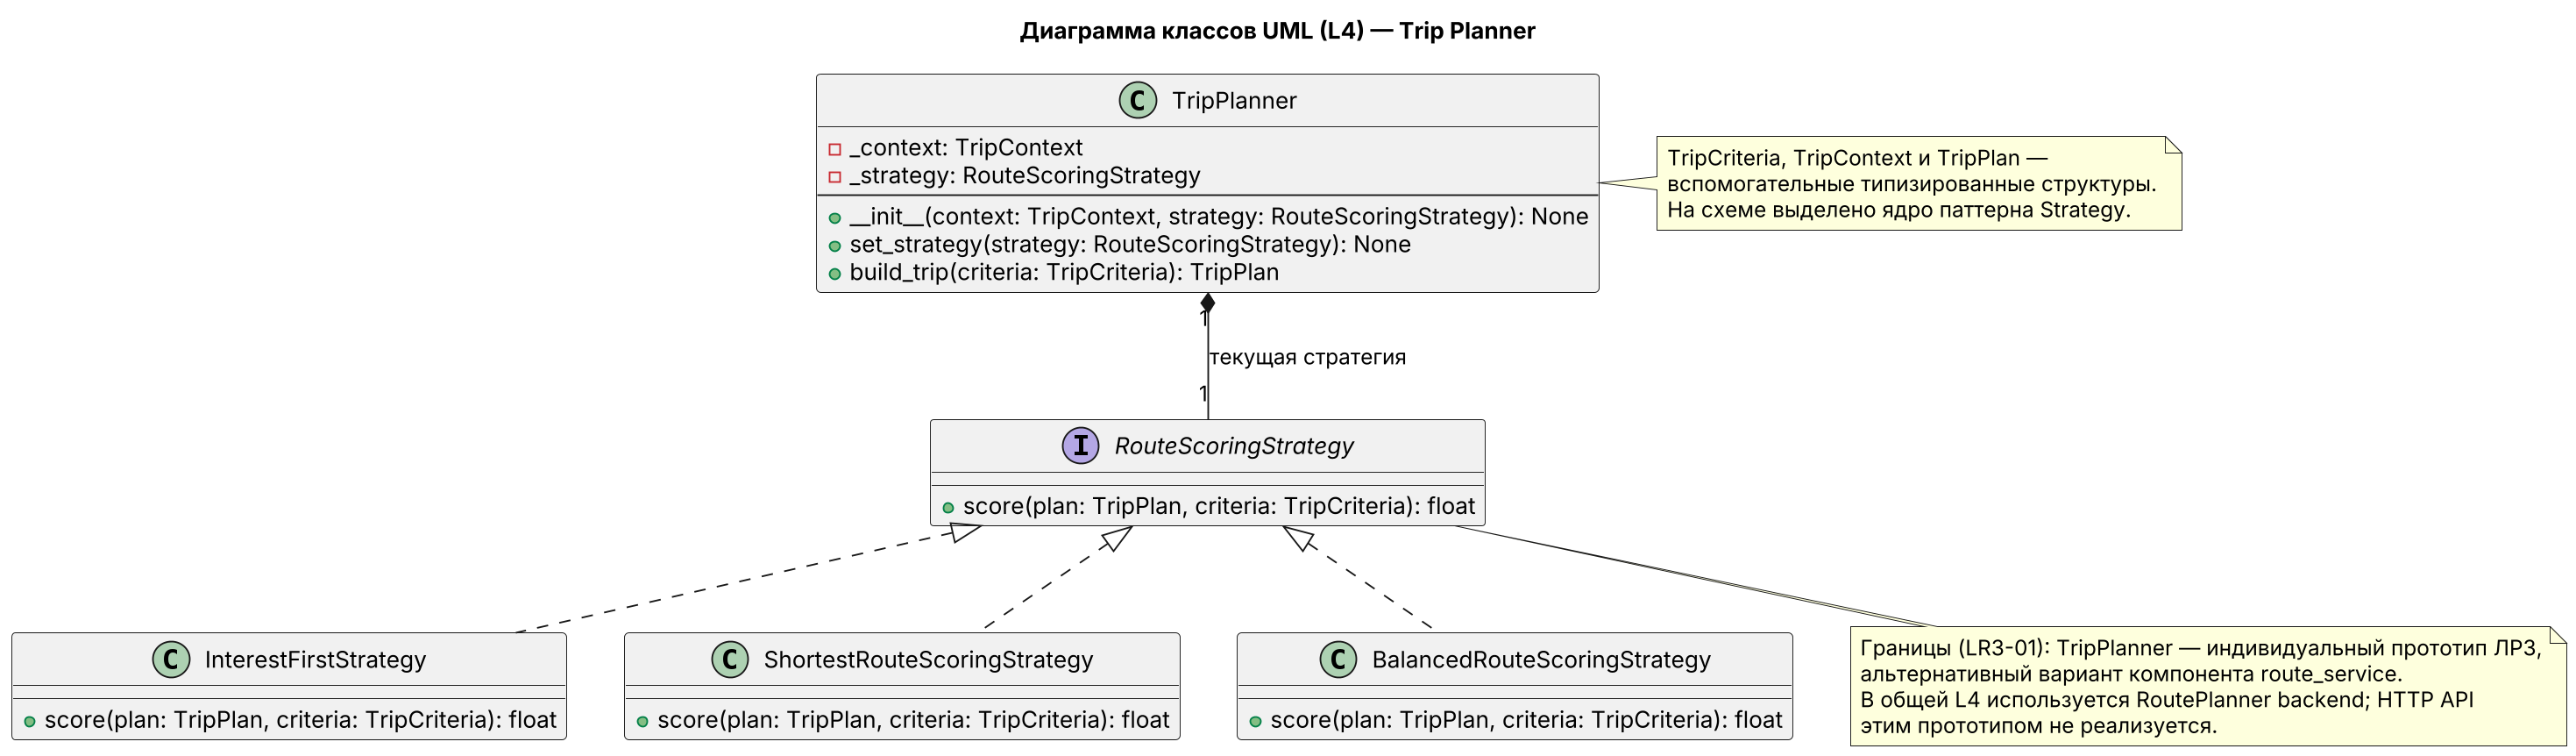 Диаграмма классов UML (L4) — Trip Planner
C TripPlanner
_context: TripContext
_strategy: RouteScoringStrategy
__init__(context: TripContext, strategy: RouteScoringStrategy): None
set_strategy(strategy: RouteScoringStrategy): None
build_trip(criteria: TripCriteria): TripPlan
TripCriteria, TripContext и TripPlan —
вспомогательные типизированные структуры.
На схеме выделено ядро паттерна Strategy.
1
текущая стратегия
1
I RouteScoringStrategy
score(plan: TripPlan, criteria: TripCriteria): float
C InterestFirstStrategy
score(plan: TripPlan, criteria: TripCriteria): float
C ShortestRouteScoringStrategy
score(plan: TripPlan, criteria: TripCriteria): float
C BalancedRouteScoringStrategy
score(plan: TripPlan, criteria: TripCriteria): float
Границы (LR3-01): TripPlanner — индивидуальный прототип ЛР3,
альтернативный вариант компонента route_service.
В общей L4 используется RoutePlanner backend; HTTP API
этим прототипом не реализуется.